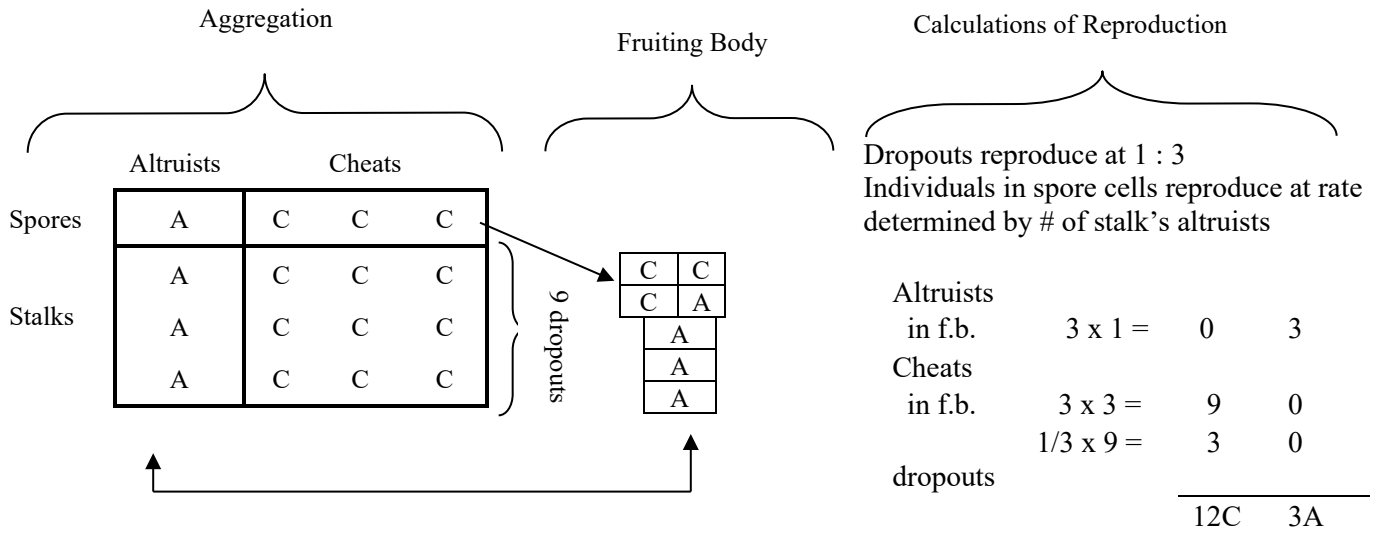 Aggregation
Fruiting Body
Calculations of Reproduction
Altruists Cheats
Spores A C C C
A C C C
Stalks
A C C C
A C C C
9 dropouts
C C
C A
A
A
A
Dropouts reproduce at 1 : 3
Individuals in spore cells reproduce at rate
determined by # of stalk’s altruists
Altruists
in f.b. 3 x 1 = 0 3
Cheats
in f.b. 3 x 3 = 9 0
1/3 x 9 = 3 0
dropouts
12C 3A